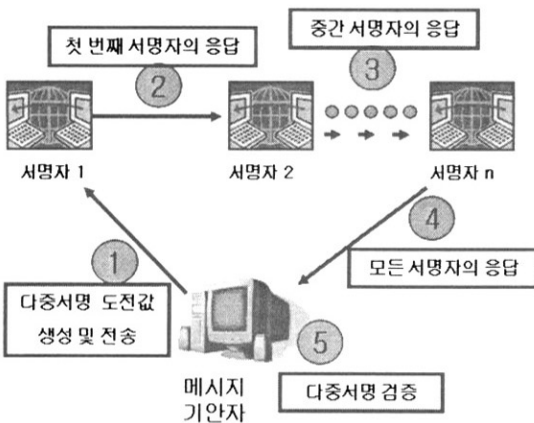 첫 번째 서명자의 응답
중간 서명자의 응답
2
3
서명자 1
서명자 2
서명자 n
1
4
다중서명 도전값
생성 및 전송
모든 서명자의 응답
5
메시지
기안자
다중서명 검증